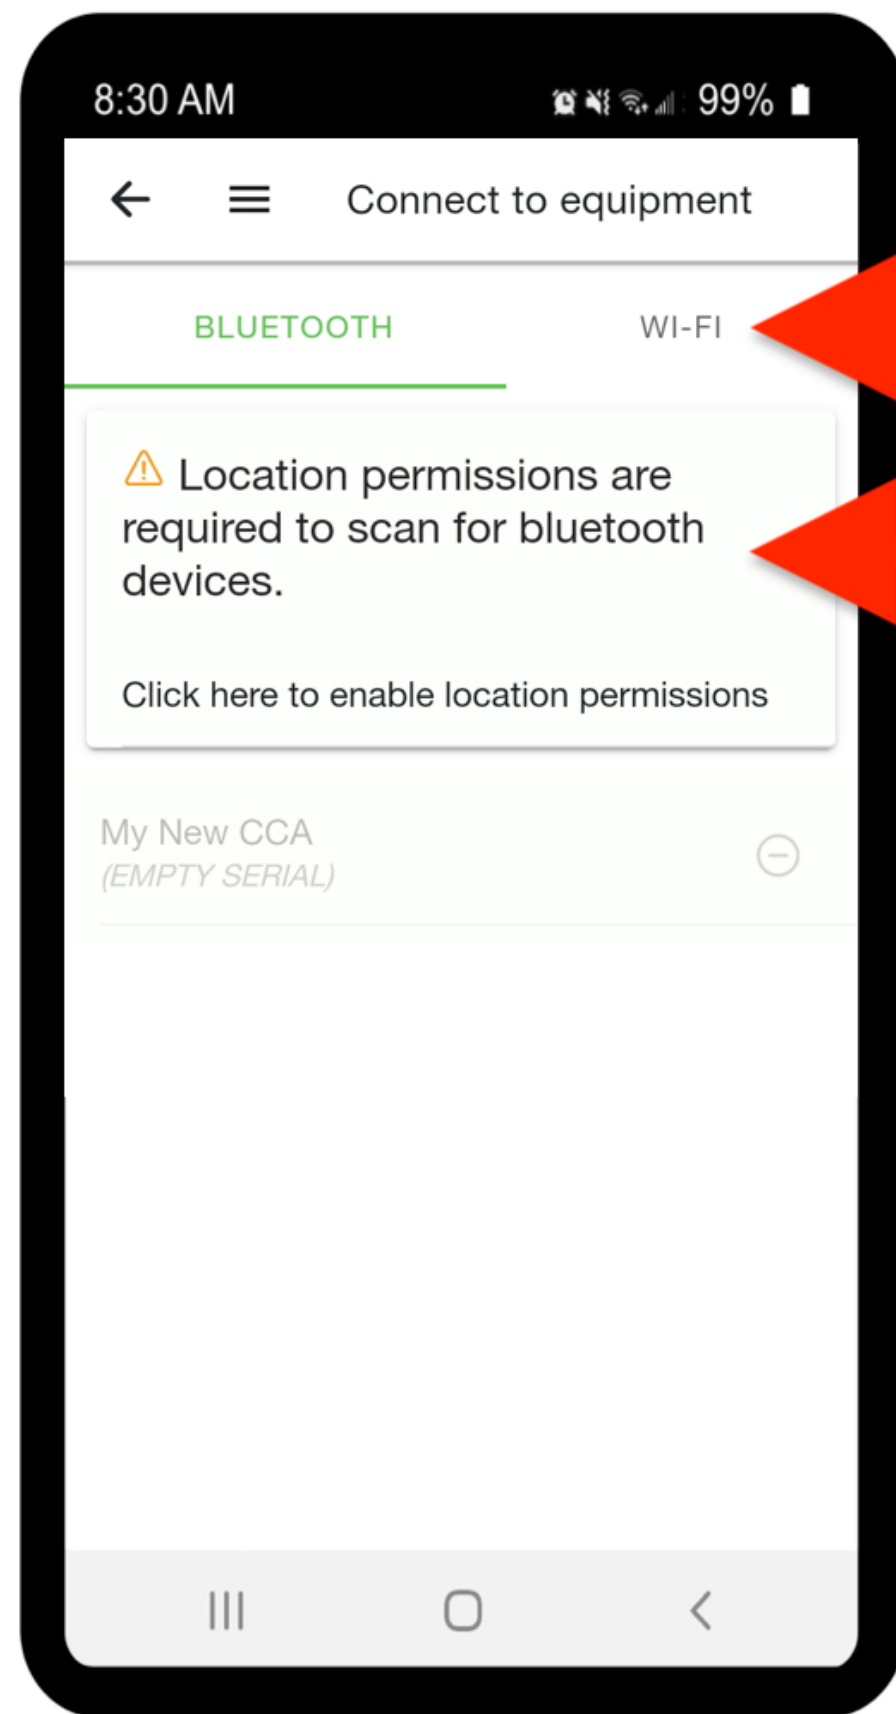 8:30 AM 99%
Connect to equipment
BLUETOOTH WI-FI
Location permissions are
required to scan for bluetooth
devices.
Click here to enable location permissions
My New CCA
(EMPTY SERIAL)